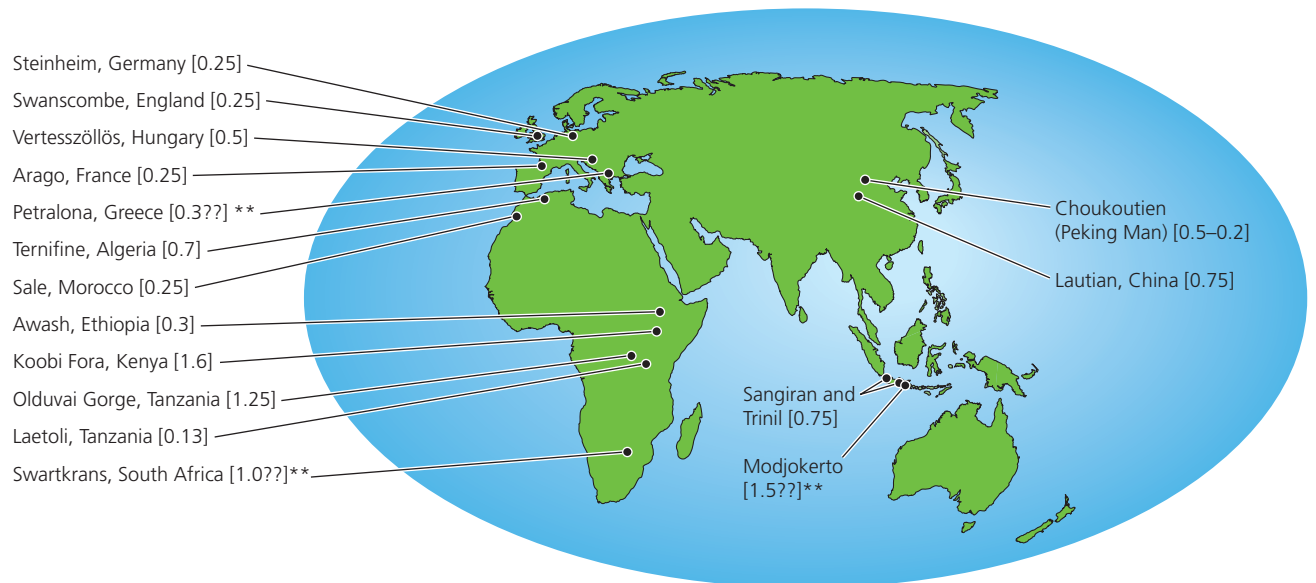 Steinheim, Germany [0.25]
Swanscombe, England [0.25]
Vertesszöllös, Hungary [0.5]
Arago, France [0.25]
Petralona, Greece [0.3??] **
Ternifine, Algeria [0.7]
Sale, Morocco [0.25]
Awash, Ethiopia [0.3]
Koobi Fora, Kenya [1.6]
Olduvai Gorge, Tanzania [1.25]
Laetoli, Tanzania [0.13]
Swartkrans, South Africa [1.0??]**
Choukoutien
(Peking Man) [0.5–0.2]
Lautian, China [0.75]
Sangiran and
Trinil [0.75]
Modjokerto
[1.5??]**